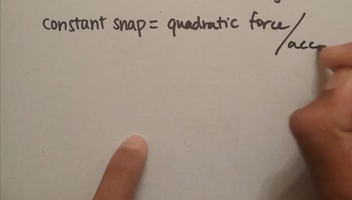 constant snap = quadratic force/
acc